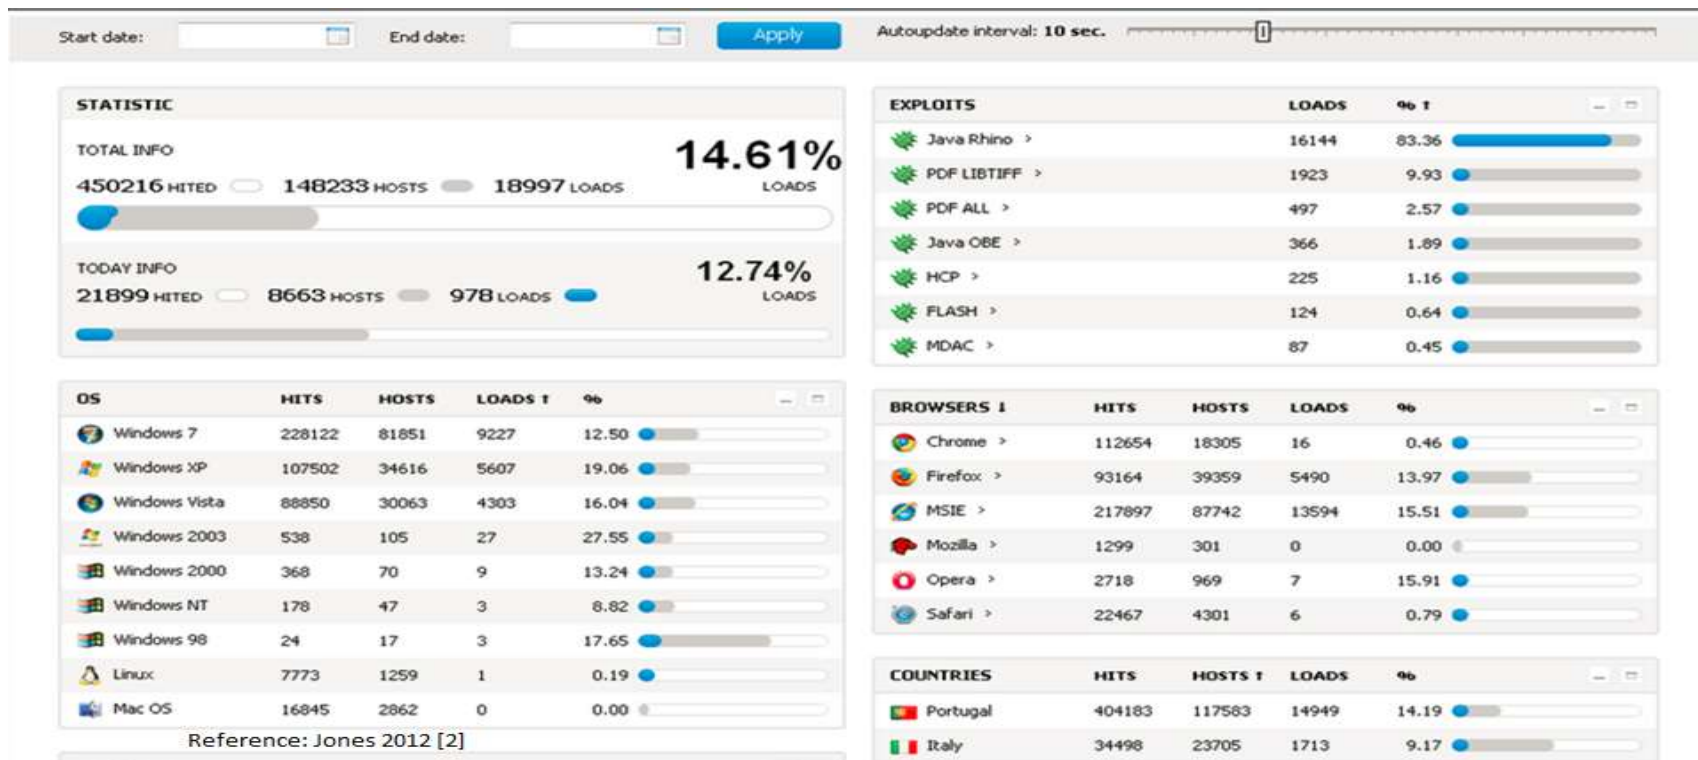 Start date: End date: Apply Autoupdate interval: 10 sec.
STATISTIC
TOTAL INFO
14.61%
450216 HITED 148233 HOSTS 18997 LOADS LOADS
TODAY INFO
12.74%
21899 HITED 8663 HOSTS 978 LOADS LOADS
OS HITS HOSTS LOADS ↑ %
Windows 7 228122 81851 9227 12.50
Windows XP 107502 34616 5607 19.06
Windows Vista 88850 30063 4303 16.04
Windows 2003 538 105 27 27.55
Windows 2000 368 70 9 13.24
Windows NT 178 47 3 8.82
Windows 98 24 17 3 17.65
Linux 7773 1259 1 0.19
Mac OS 16845 2862 0 0.00
Reference: Jones 2012 [2]
EXPLOITS LOADS % ↑
Java Rhino > 16144 83.36
PDF LIBTIFF > 1923 9.93
PDF ALL > 497 2.57
Java OBE > 366 1.89
HCP > 225 1.16
FLASH > 124 0.64
MDAC > 87 0.45
BROWSERS ↓ HITS HOSTS LOADS %
Chrome > 112654 18305 16 0.46
Firefox > 93164 39359 5490 13.97
MSIE > 217897 87742 13594 15.51
Mozilla > 1299 301 0 0.00
Opera > 2718 969 7 15.91
Safari > 22467 4301 6 0.79
COUNTRIES HITS HOSTS ↑ LOADS %
Portugal 404183 117583 14949 14.19
Italy 34498 23705 1713 9.17